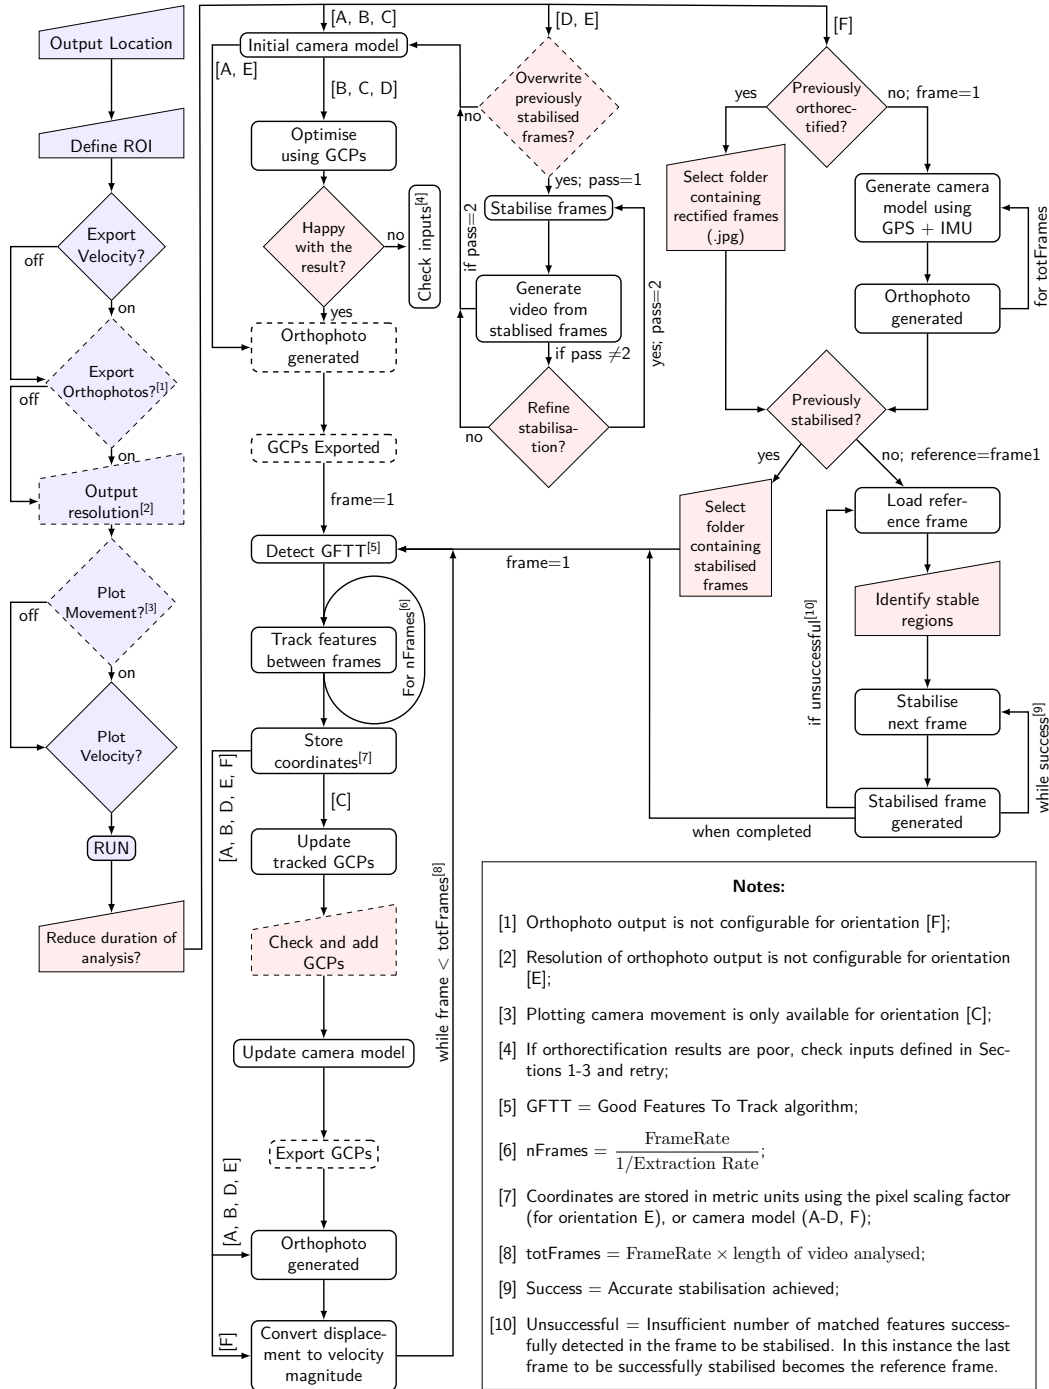 Output Location
Define ROI
Export
Velocity?
off
on
Export
Orthophotos?[1]
off
on
Output
resolution[2]
Plot
Movement?[3]
off
on
Plot
Velocity?
RUN
Reduce duration of
analysis?
[A, B, C]
Initial camera model
[A, E]
[B, C, D]
Optimise
using GCPs
Happy
with the
result?
no
Check inputs[4]
yes
Orthophoto
generated
GCPs Exported
frame=1
Detect GFTT[5]
For nFrames[6]
Track features
between frames
Store
coordinates[7]
[A, B, D, E, F]
[C]
Update
tracked GCPs
Check and add
GCPs
Update camera model
Export GCPs
[A, B, D, E]
Orthophoto
generated
[F]
Convert displace-
ment to velocity
magnitude
while frame < totFrames[8]
[D, E]
Overwrite
previously
stabilised
frames?
no
yes; pass=1
Stabilise frames
if pass=2
Generate
video from
stablised frames
if pass ≠2
yes; pass=2
Refine
stabilisa-
tion?
no
[F]
Previously
orthorec-
tified?
yes
no; frame=1
Select folder
containing
rectified frames
(.jpg)
Generate camera
model using
GPS + IMU
for totFrames
Orthophoto
generated
Previously
stabilised?
yes
no; reference=frame1
Select
folder
containing
stabilised
frames
frame=1
Load refer-
ence frame
if unsuccessful[10]
Identify stable
regions
Stabilise
next frame
while success[9]
Stabilised frame
generated
when completed
Notes:
[1] Orthophoto output is not configurable for orientation [F];
[2] Resolution of orthophoto output is not configurable for orientation
[E];
[3] Plotting camera movement is only available for orientation [C];
[4] If orthorectification results are poor, check inputs defined in Sec-
tions 1-3 and retry;
[5] GFTT = Good Features To Track algorithm;
[6] nFrames = FrameRate / 1/Extraction Rate;
[7] Coordinates are stored in metric units using the pixel scaling factor
(for orientation E), or camera model (A-D, F);
[8] totFrames = FrameRate × length of video analysed;
[9] Success = Accurate stabilisation achieved;
[10] Unsuccessful = Insufficient number of matched features success-
fully detected in the frame to be stabilised. In this instance the last
frame to be successfully stabilised becomes the reference frame.